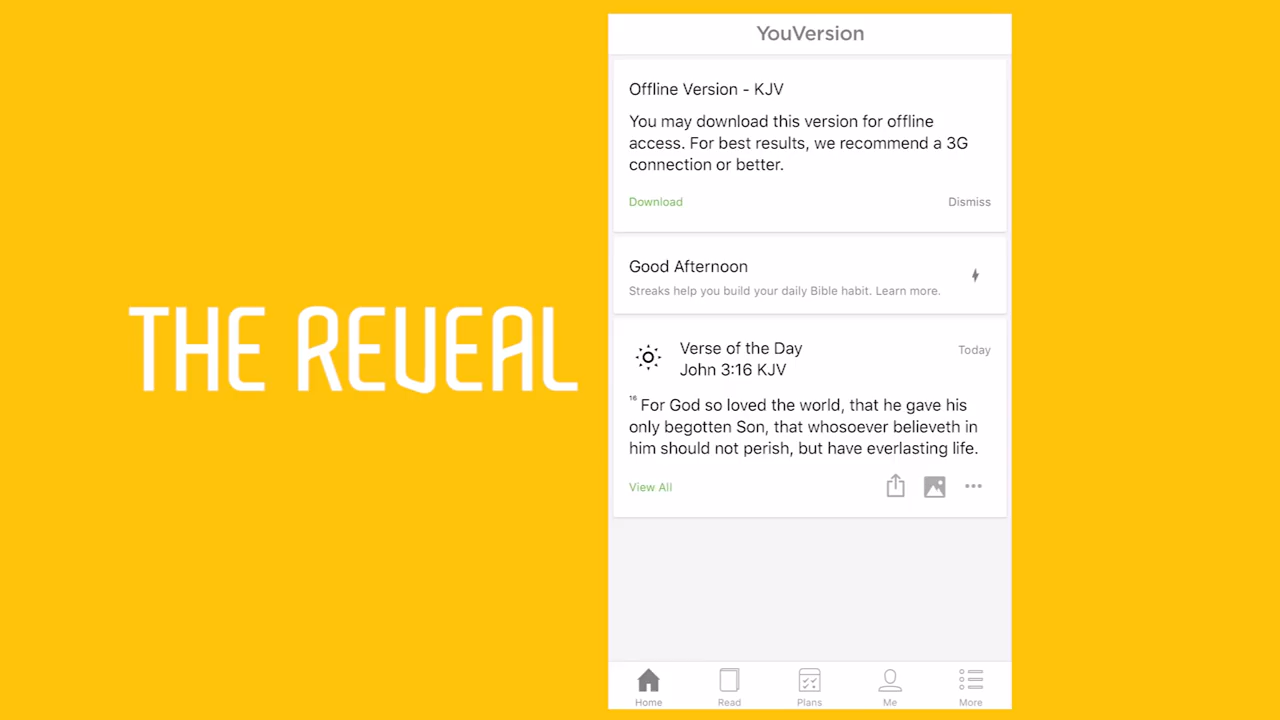 THE REVEAL
YouVersion
Offline Version - KJV
You may download this version for offline
access. For best results, we recommend a 3G
connection or better.
Download
Dismiss
Good Afternoon
Streaks help you build your daily Bible habit. Learn more.
Verse of the Day
Today
John 3:16 KJV
16 For God so loved the world, that he gave his
only begotten Son, that whosoever believeth in
him should not perish, but have everlasting life.
View All
Home
Read
Plans
Me
More